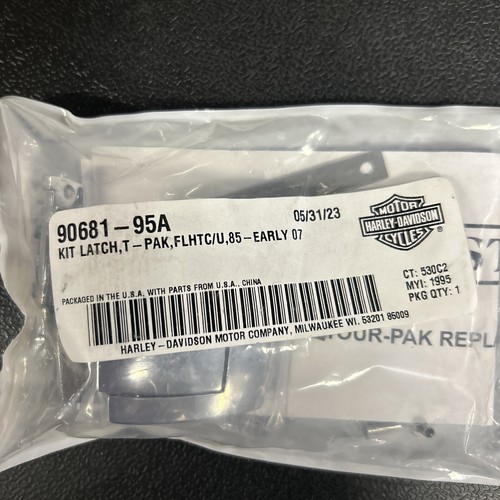 90681-95A
05/31/23
KIT LATCH,T-PAK,FLHTC/U,85-EARLY 07
MOTOR
HARLEY-DAVIDSON
CYCLES
®
CT: 530C2
MYI: 1995
PKG QTY: 1
PACKAGED IN THE U.S.A. WITH PARTS FROM U.S.A., CHINA
HARLEY-DAVIDSON MOTOR COMPANY, MILWAUKEE WI. 53201 86009
TOUR-PAK REPLA